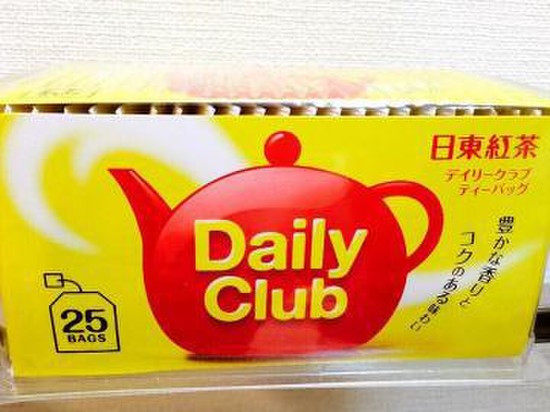 日東紅茶
デイリークラブ
ティーバッグ
Daily
Club
豊かな香りと
コクのある味わい
25
BAGS